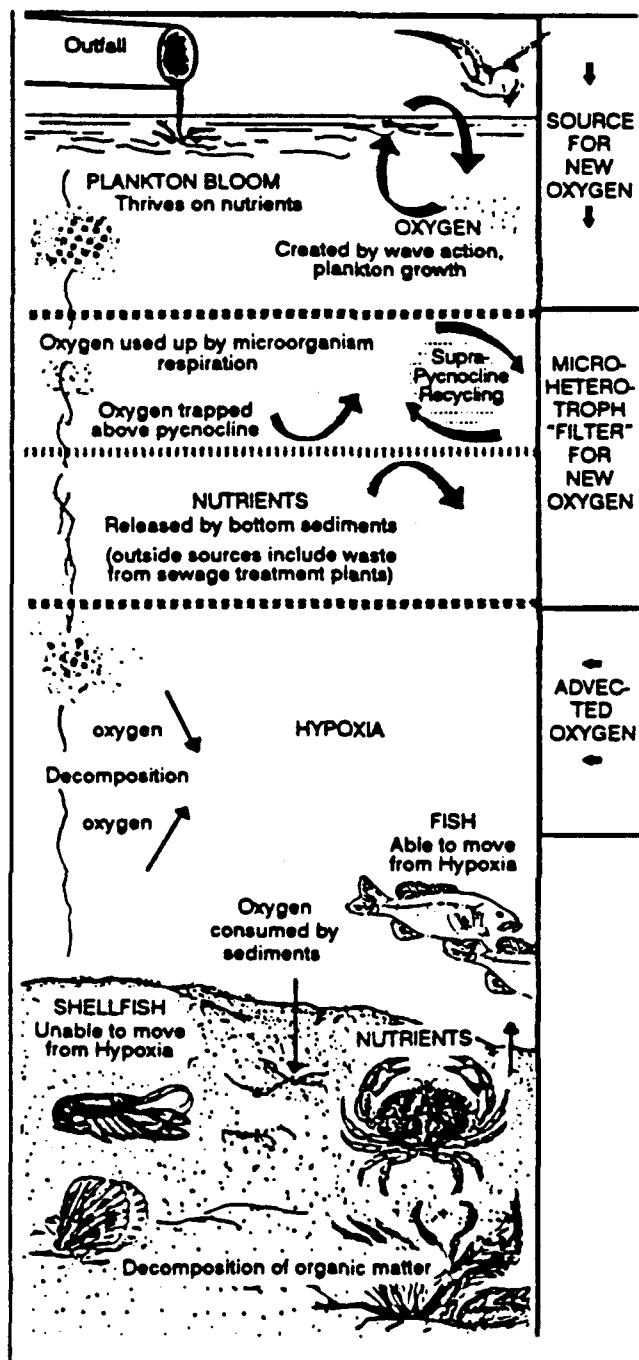 Outfall
PLANKTON BLOOM
Thrives on nutrients
OXYGEN
Created by wave action,
plankton growth
Oxygen used up by microorganism
respiration
Supra-
Pycnocline
Recycling
Oxygen trapped
above pycnocline
NUTRIENTS
Released by bottom sediments
(outside sources include waste
from sewage treatment plants)
oxygen
HYPOXIA
Decomposition
oxygen
FISH
Able to move
from Hypoxia
Oxygen
consumed by
sediments
SHELLFISH
Unable to move
from Hypoxia
NUTRIENTS
Decomposition of organic matter
SOURCE
FOR
NEW
OXYGEN
MICRO-
HETERO-
TROPH
"FILTER"
FOR
NEW
OXYGEN
ADVEC-
TED
OXYGEN